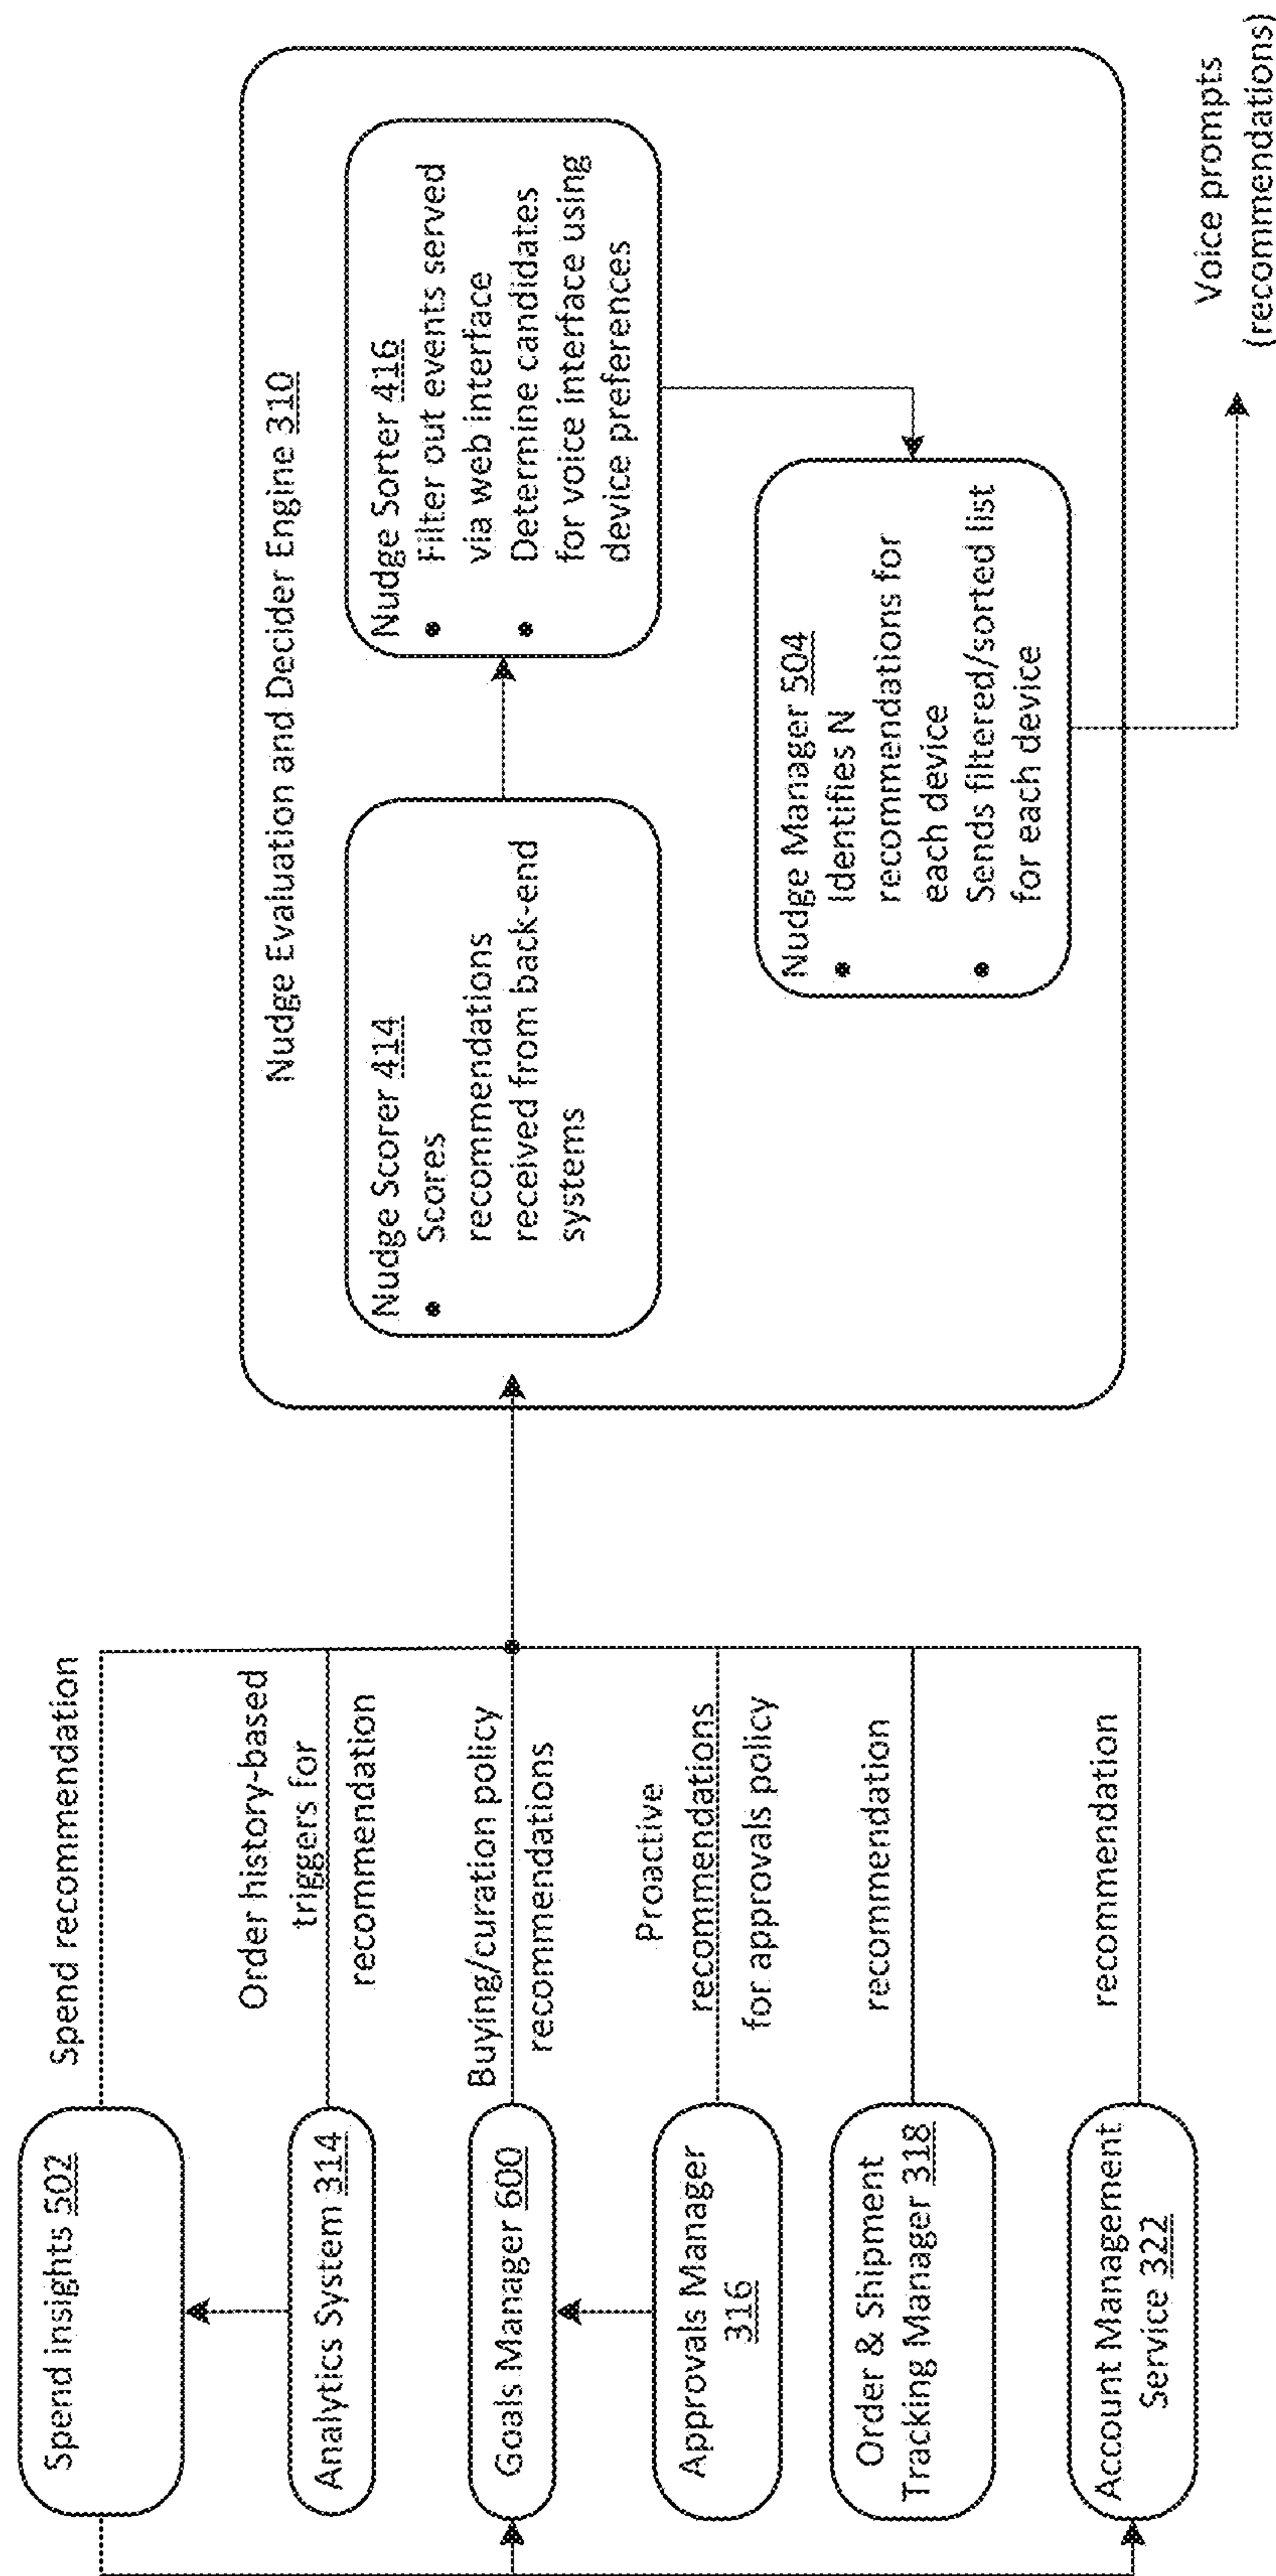 Spend insights 502
Spend recommendation
Analytics System 314
Order history-based
triggers for
recommendation
Goals Manager 600
Buying/curation policy
recommendations
Approvals Manager
316
Proactive
recommendations
for approvals policy
Order & Shipment
Tracking Manager 318
recommendation
Account Management
Service 322
recommendation
Nudge Evaluation and Decider Engine 310
Nudge Scorer 414
• Scores
recommendations
received from back-end
systems
Nudge Sorter 416
• Filter out events served
via web interface
• Determine candidates
for voice interface using
device preferences
Nudge Manager 504
• Identifies N
recommendations for
each device
• Sends filtered/sorted list
for each device
Voice prompts
(recommendations)